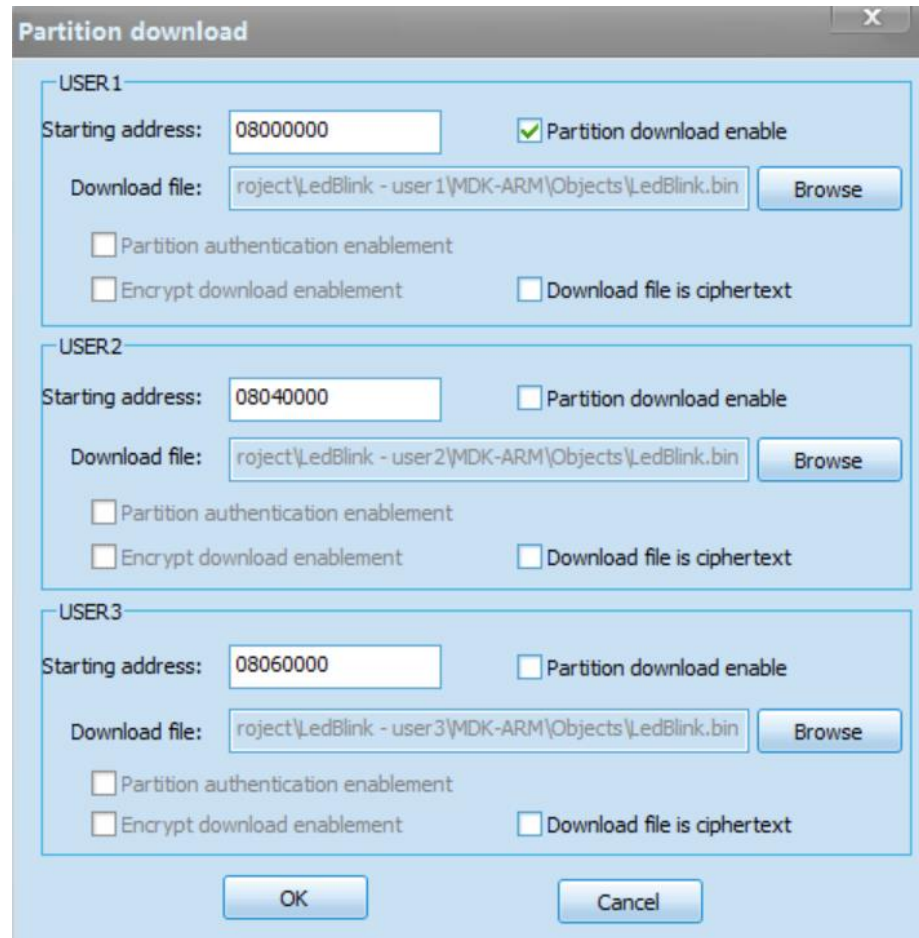 Partition download
X
USER1
Starting address: 08000000 Partition download enable
Download file: roject\LedBlink - user1\MDK-ARM\Objects\LedBlink.bin Browse
Partition authentication enablement
Encrypt download enablement Download file is ciphertext
USER2
Starting address: 08040000 Partition download enable
Download file: roject\LedBlink - user2\MDK-ARM\Objects\LedBlink.bin Browse
Partition authentication enablement
Encrypt download enablement Download file is ciphertext
USER3
Starting address: 08060000 Partition download enable
Download file: roject\LedBlink - user3\MDK-ARM\Objects\LedBlink.bin Browse
Partition authentication enablement
Encrypt download enablement Download file is ciphertext
OK Cancel